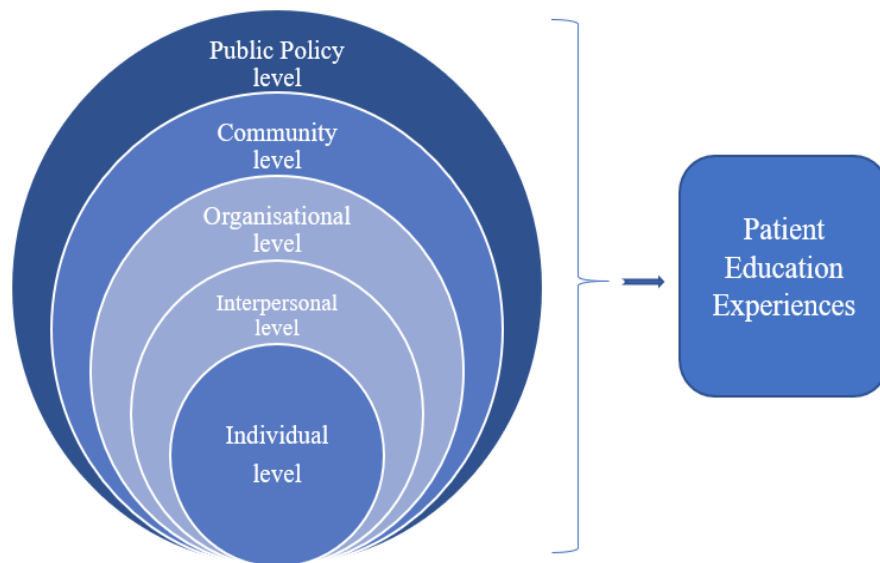 Public Policy
level
Community
level
Organisational
level
Interpersonal
level
Individual
level
Patient
Education
Experiences